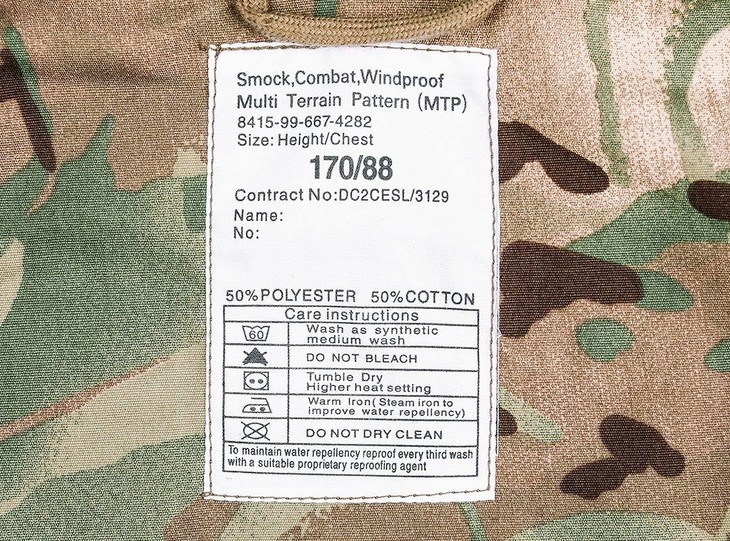 Smock,Combat,Windproof
Multi Terrain Pattern (MTP)
8415-99-667-4282
Size: Height/Chest
170/88
Contract No:DC2CESL/3129
Name:
No:
50%POLYESTER 50%COTTON
Care instructions
60 Wash as synthetic
medium wash
DO NOT BLEACH
Tumble Dry
Higher heat setting
Warm Iron(Steam iron to
improve water repellency)
DO NOT DRY CLEAN
To maintain water repellency reproof every third wash
with a suitable proprietary reproofing agent